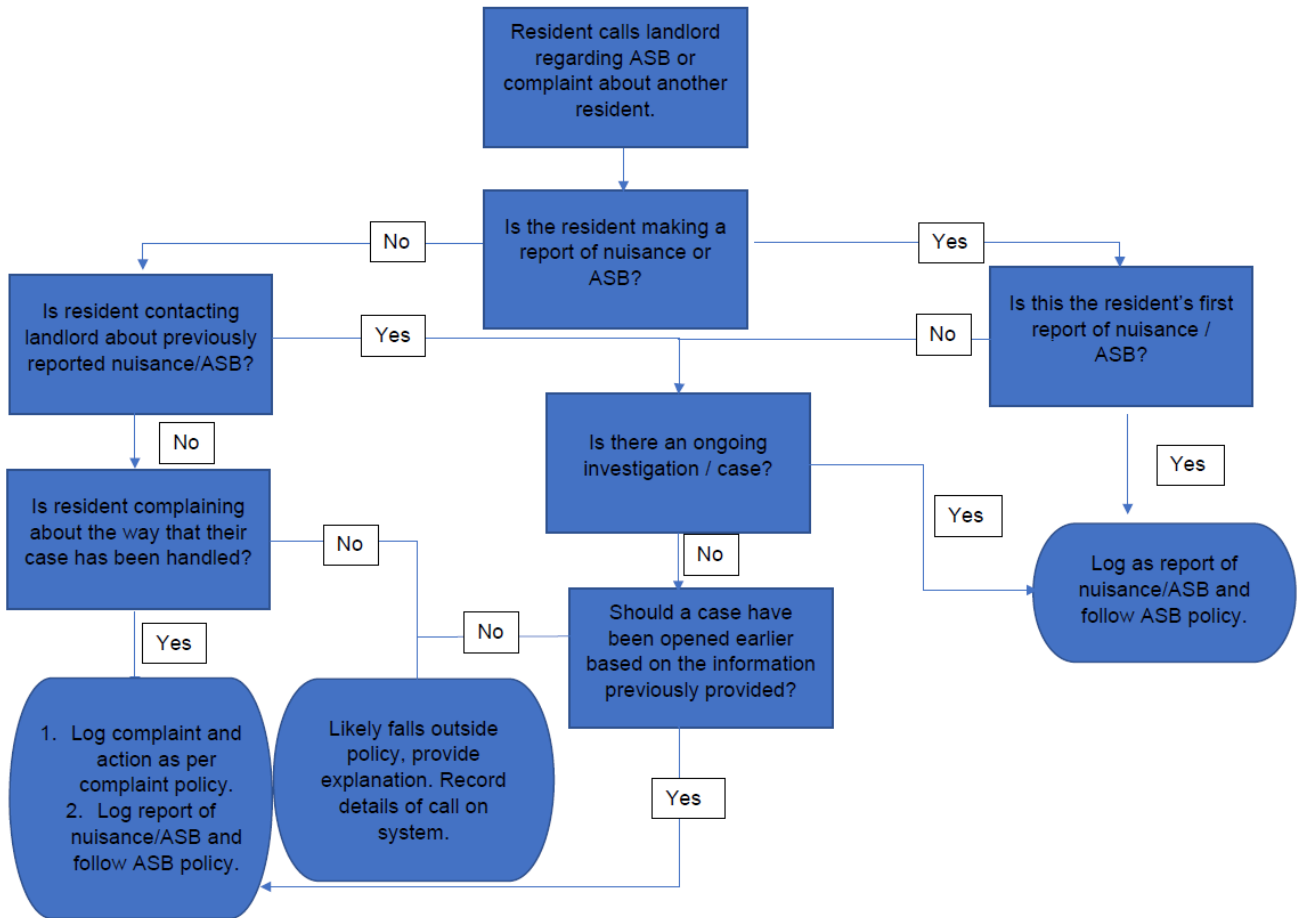 Resident calls landlord
regarding ASB or
complaint about another
resident.
Is the resident making a
report of nuisance or
ASB?
No
Yes
Is resident contacting
landlord about previously
reported nuisance/ASB?
Yes
No
Is this the resident’s first
report of nuisance /
ASB?
No
Is there an ongoing
investigation / case?
Yes
Is resident complaining
about the way that their
case has been handled?
No
Yes
No
Log as report of
nuisance/ASB and
follow ASB policy.
Yes
No
Should a case have
been opened earlier
based on the information
previously provided?
1. Log complaint and
action as per
complaint policy.
2. Log report of
nuisance/ASB and
follow ASB policy.
Likely falls outside
policy, provide
explanation. Record
details of call on
system.
Yes